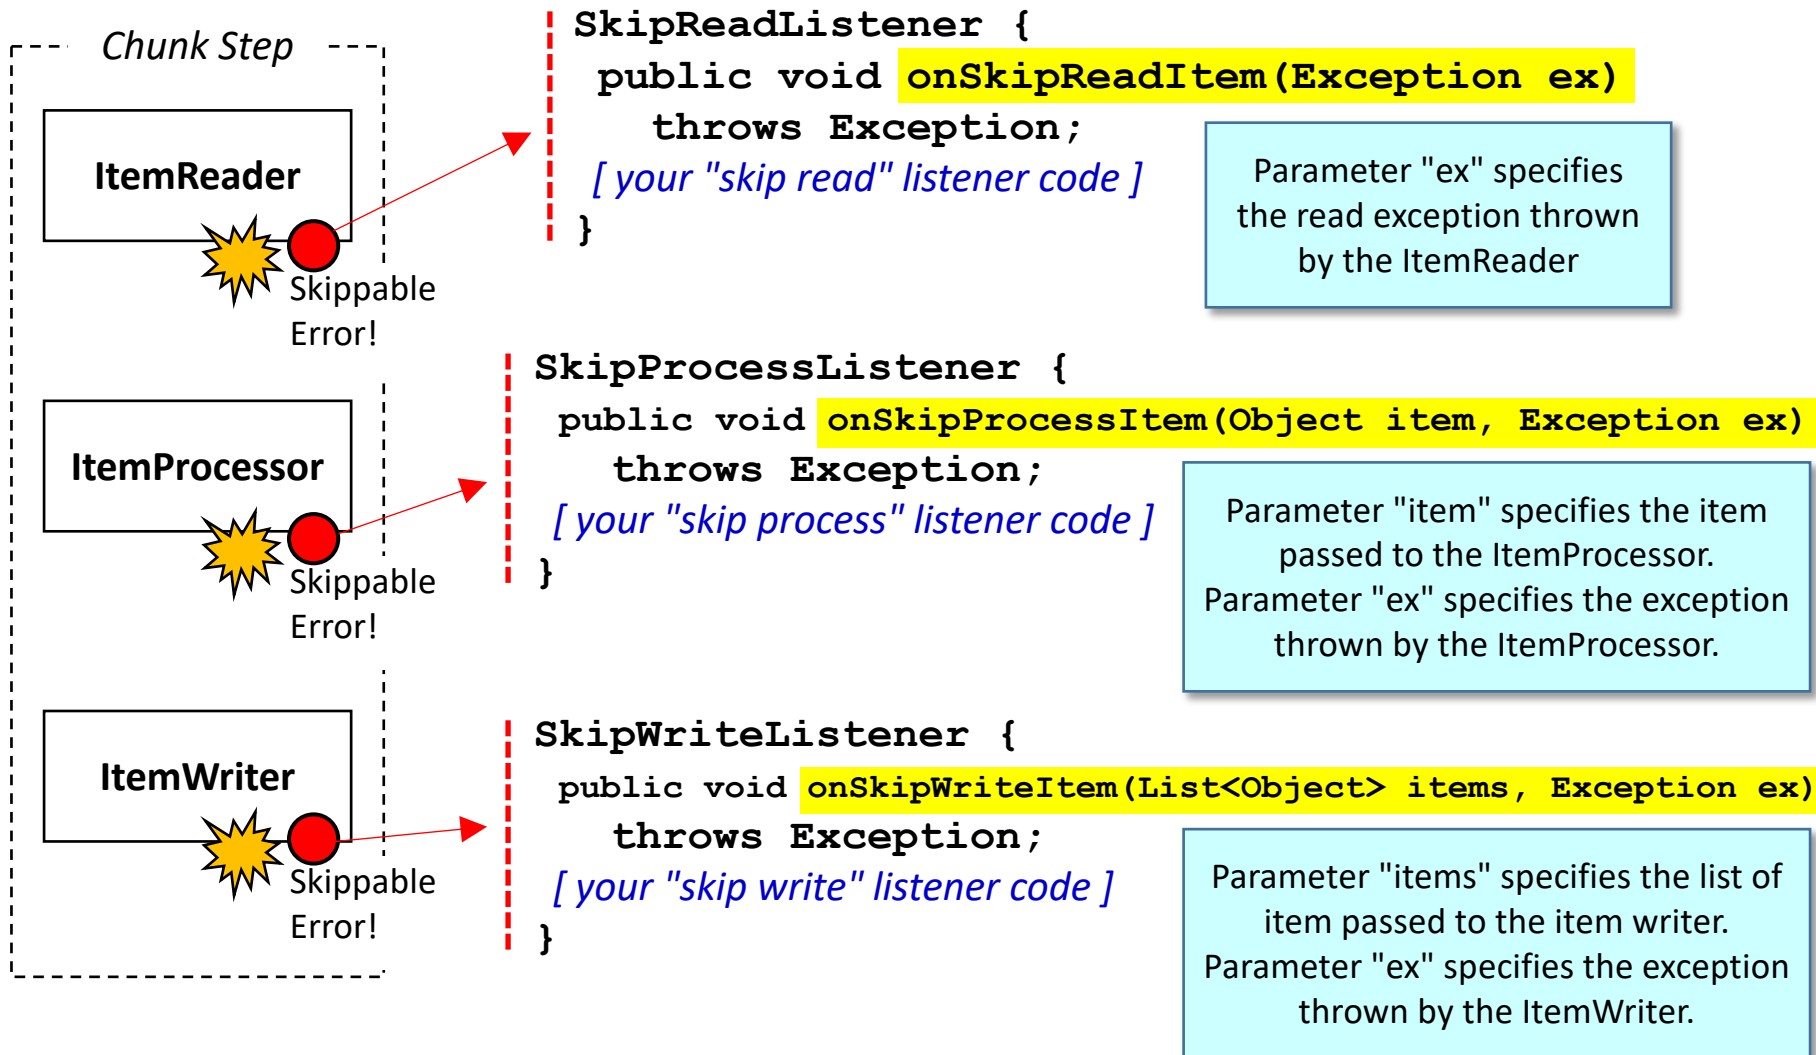 Chunk Step
ItemReader
Skippable
Error!
SkipReadListener {
public void onSkipReadItem(Exception ex)
throws Exception;
[ your "skip read" listener code ]
}
Parameter "ex" specifies
the read exception thrown
by the ItemReader
ItemProcessor
Skippable
Error!
SkipProcessListener {
public void onSkipProcessItem(Object item, Exception ex)
throws Exception;
[ your "skip process" listener code ]
}
Parameter "item" specifies the item
passed to the ItemProcessor.
Parameter "ex" specifies the exception
thrown by the ItemProcessor.
ItemWriter
Skippable
Error!
SkipWriteListener {
public void onSkipWriteItem(List<Object> items, Exception ex)
throws Exception;
[ your "skip write" listener code ]
}
Parameter "items" specifies the list of
item passed to the item writer.
Parameter "ex" specifies the exception
thrown by the ItemWriter.